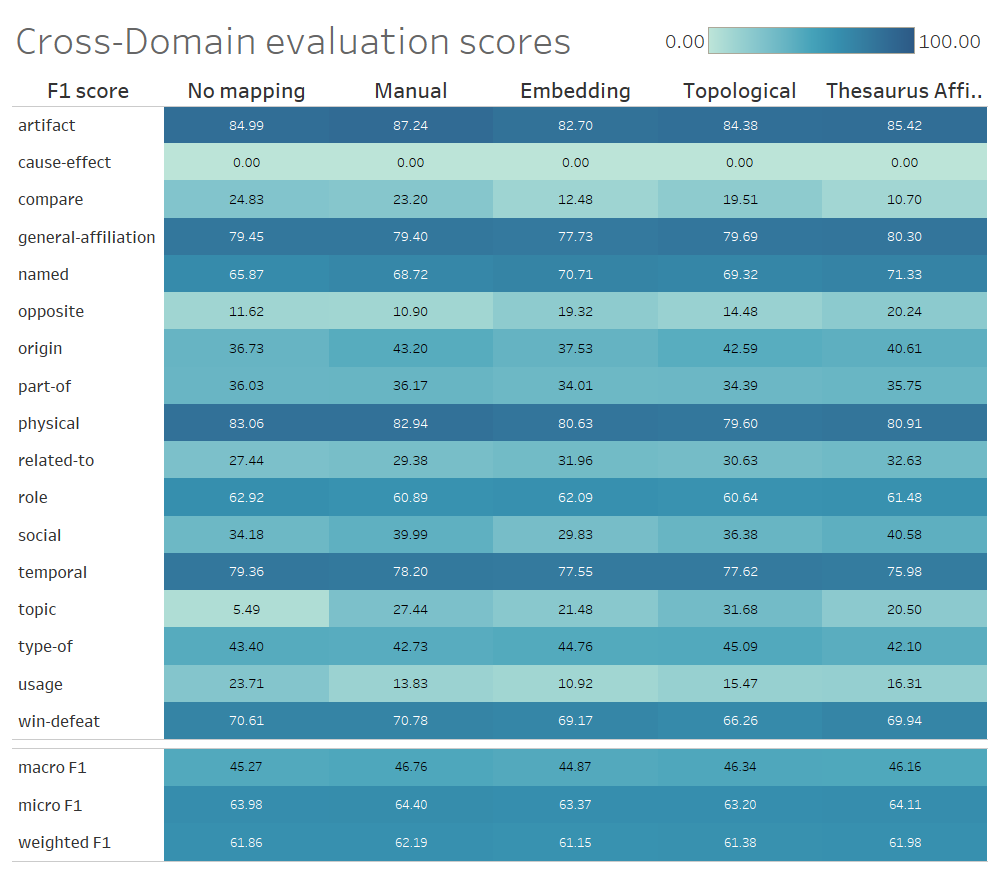 Cross-Domain evaluation scores 0.00 100.00
F1 score No mapping Manual Embedding Topological Thesaurus Affi..
artifact 84.99 87.24 82.70 84.38 85.42
cause-effect 0.00 0.00 0.00 0.00 0.00
compare 24.83 23.20 12.48 19.51 10.70
general-affiliation 79.45 79.40 77.73 79.69 80.30
named 65.87 68.72 70.71 69.32 71.33
opposite 11.62 10.90 19.32 14.48 20.24
origin 36.73 43.20 37.53 42.59 40.61
part-of 36.03 36.17 34.01 34.39 35.75
physical 83.06 82.94 80.63 79.60 80.91
related-to 27.44 29.38 31.96 30.63 32.63
role 62.92 60.89 62.09 60.64 61.48
social 34.18 39.99 29.83 36.38 40.58
temporal 79.36 78.20 77.55 77.62 75.98
topic 5.49 27.44 21.48 31.68 20.50
type-of 43.40 42.73 44.76 45.09 42.10
usage 23.71 13.83 10.92 15.47 16.31
win-defeat 70.61 70.78 69.17 66.26 69.94
macro F1 45.27 46.76 44.87 46.34 46.16
micro F1 63.98 64.40 63.37 63.20 64.11
weighted F1 61.86 62.19 61.15 61.38 61.98